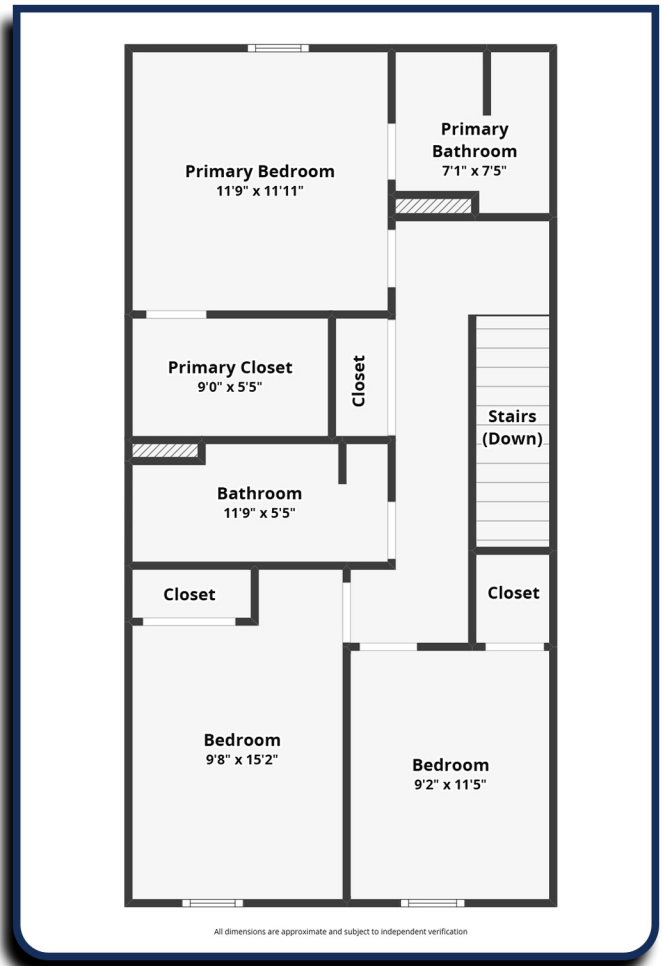 Primary
Bathroom
7'1" x 7'5"
Primary Bedroom
11'9" x 11'11"
Primary Closet
9'0" x 5'5"
Closet
Stairs
(Down)
Bathroom
11'9" x 5'5"
Closet
Closet
Bedroom
9'8" x 15'2"
Bedroom
9'2" x 11'5"
All dimensions are approximate and subject to independent verification